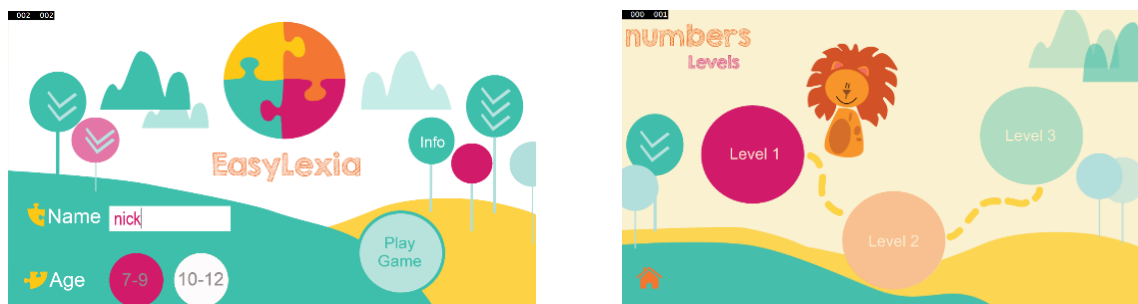 002 002
EasyLexia
Info
Name nick
Play
Game
Age 7-9 10-12
000 001
numbers
Levels
Level 1
Level 3
Level 2